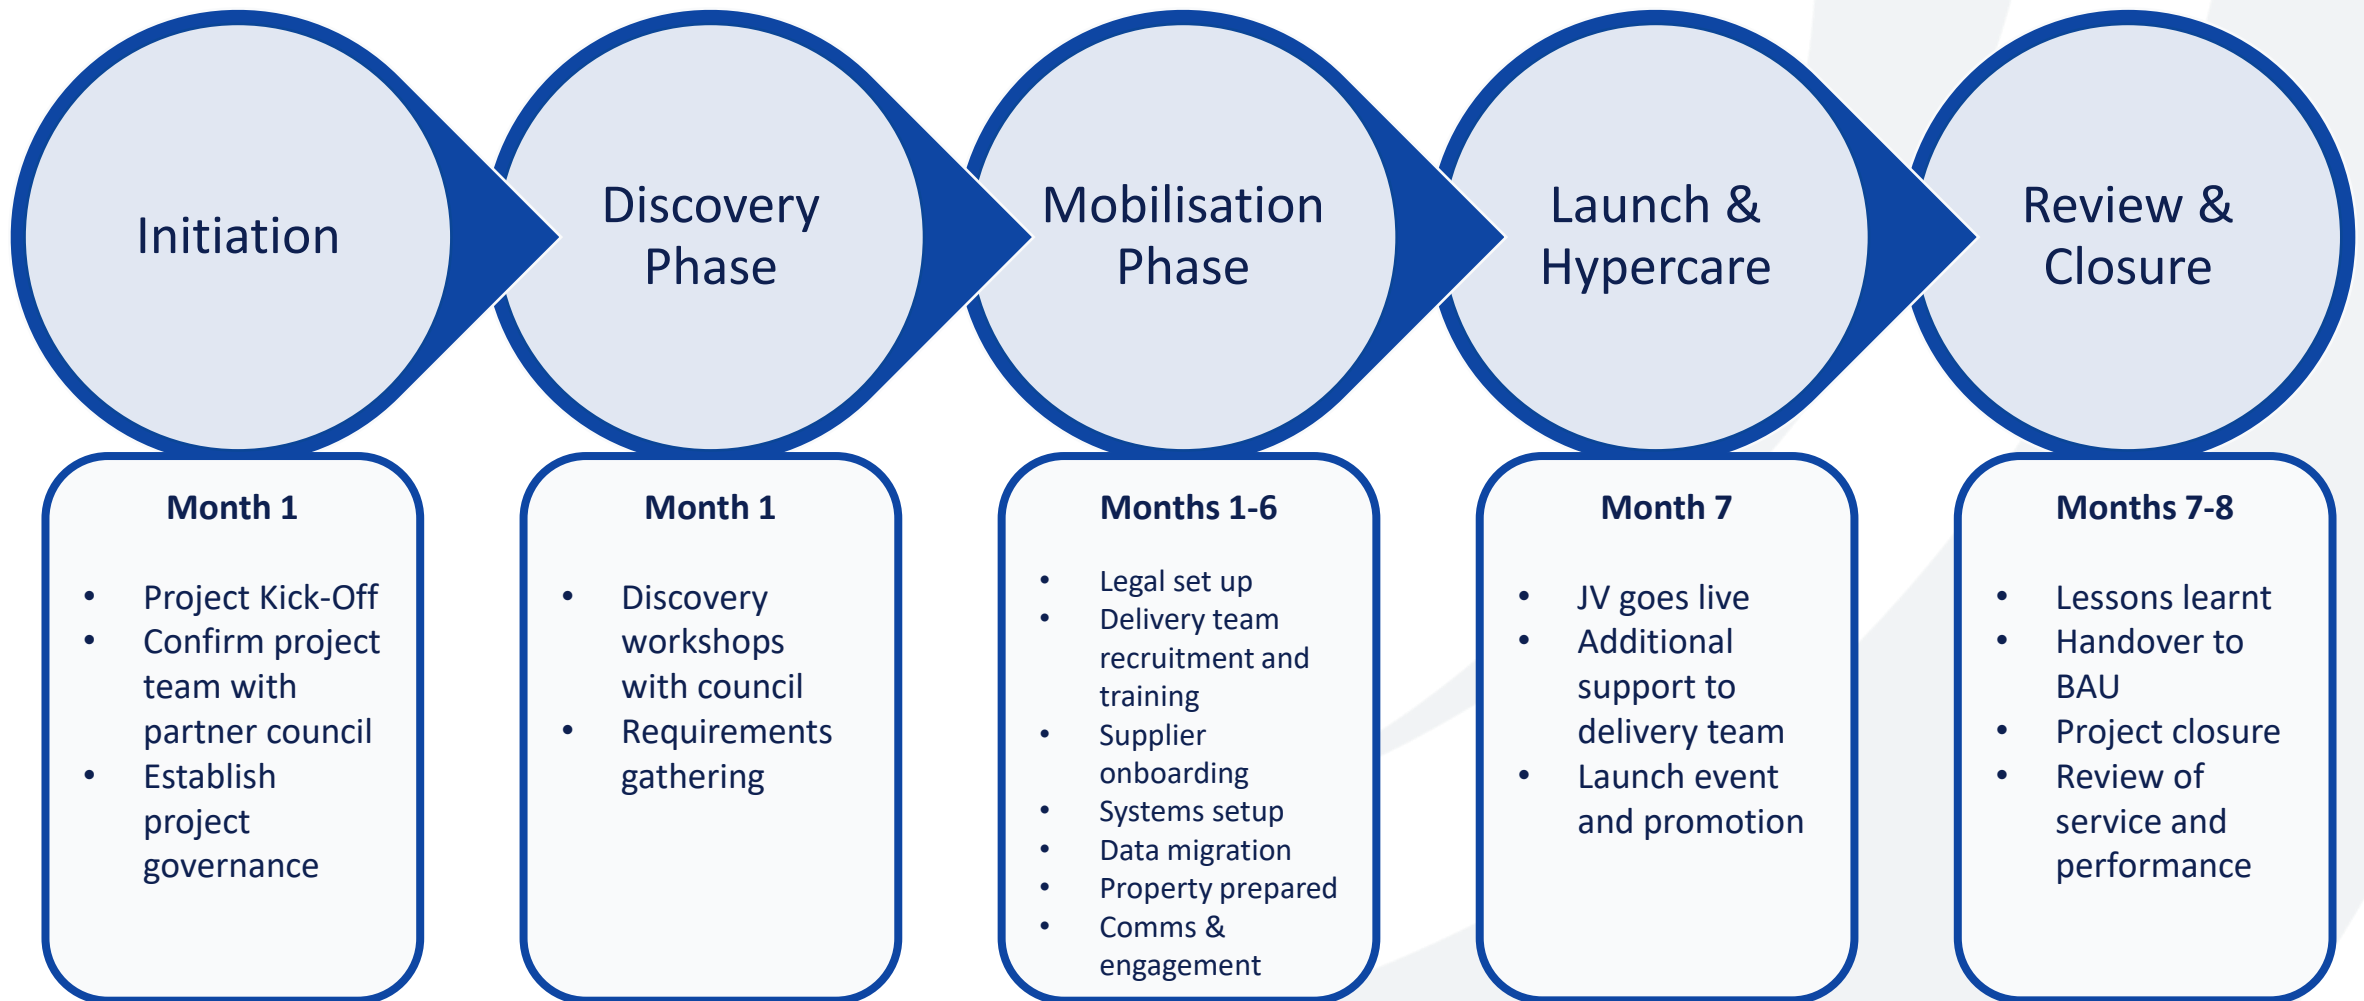 Initiation
Discovery
Phase
Mobilisation
Phase
Launch &
Hypercare
Review &
Closure
Month 1
• Project Kick-Off
• Confirm project
team with
partner council
• Establish
project
governance
Month 1
• Discovery
workshops
with council
• Requirements
gathering
Months 1-6
• Legal set up
• Delivery team
recruitment and
training
• Supplier
onboarding
• Systems setup
• Data migration
• Property prepared
• Comms &
engagement
Month 7
• JV goes live
• Additional
support to
delivery team
• Launch event
and promotion
Months 7-8
• Lessons learnt
• Handover to
BAU
• Project closure
• Review of
service and
performance